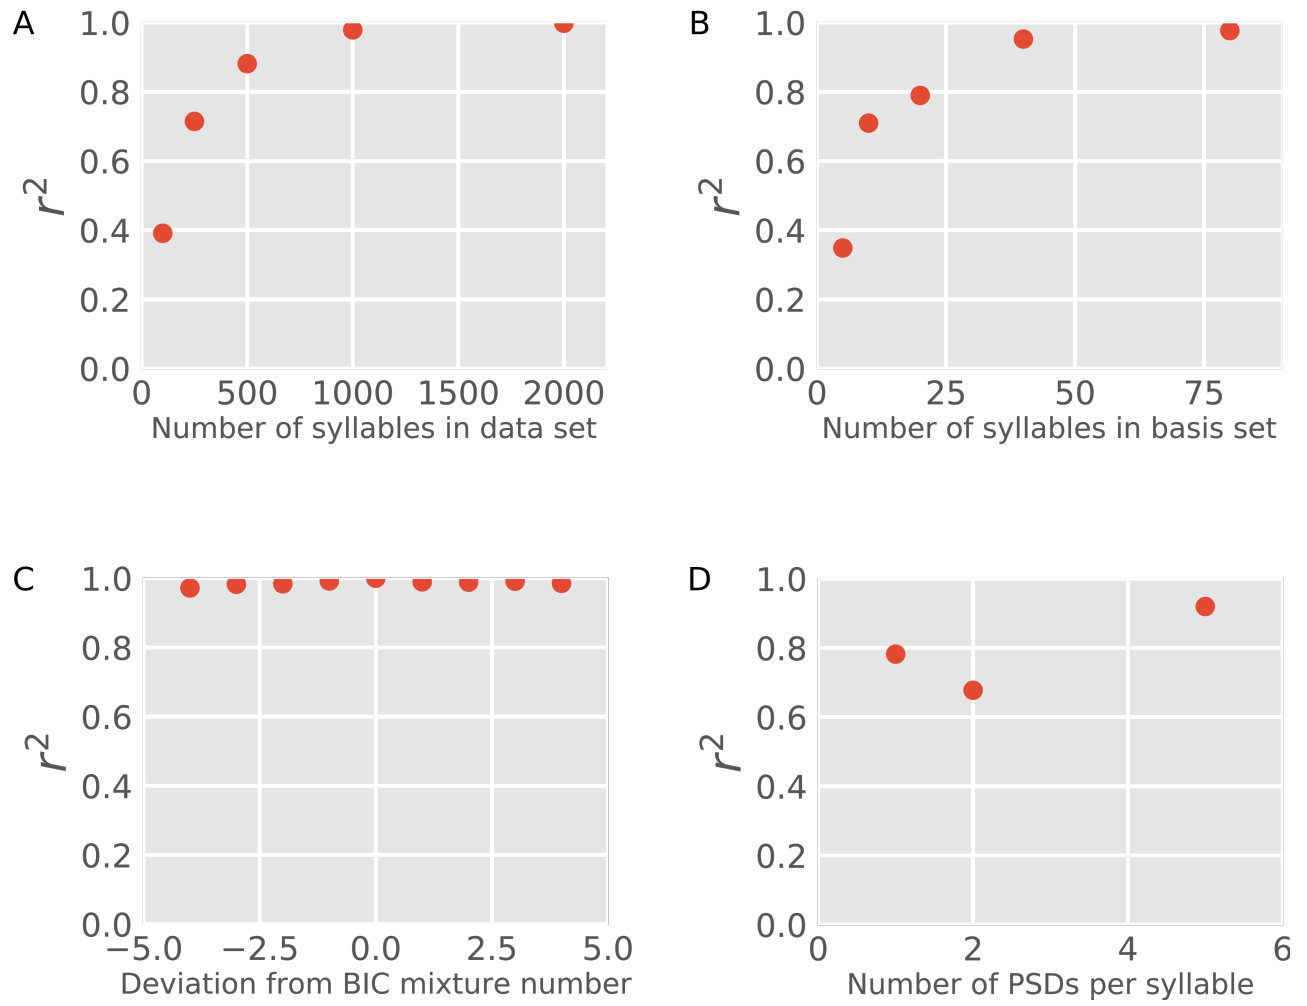 A
1.0
0.8
0.6
0.4
0.2
0.0
r²
0 500 1000 1500 2000
Number of syllables in data set
B
1.0
0.8
0.6
0.4
0.2
0.0
r²
0 25 50 75
Number of syllables in basis set
C
1.0
0.8
0.6
0.4
0.2
0.0
r²
−5.0 −2.5 0.0 2.5 5.0
Deviation from BIC mixture number
D
1.0
0.8
0.6
0.4
0.2
0.0
r²
0 2 4 6
Number of PSDs per syllable